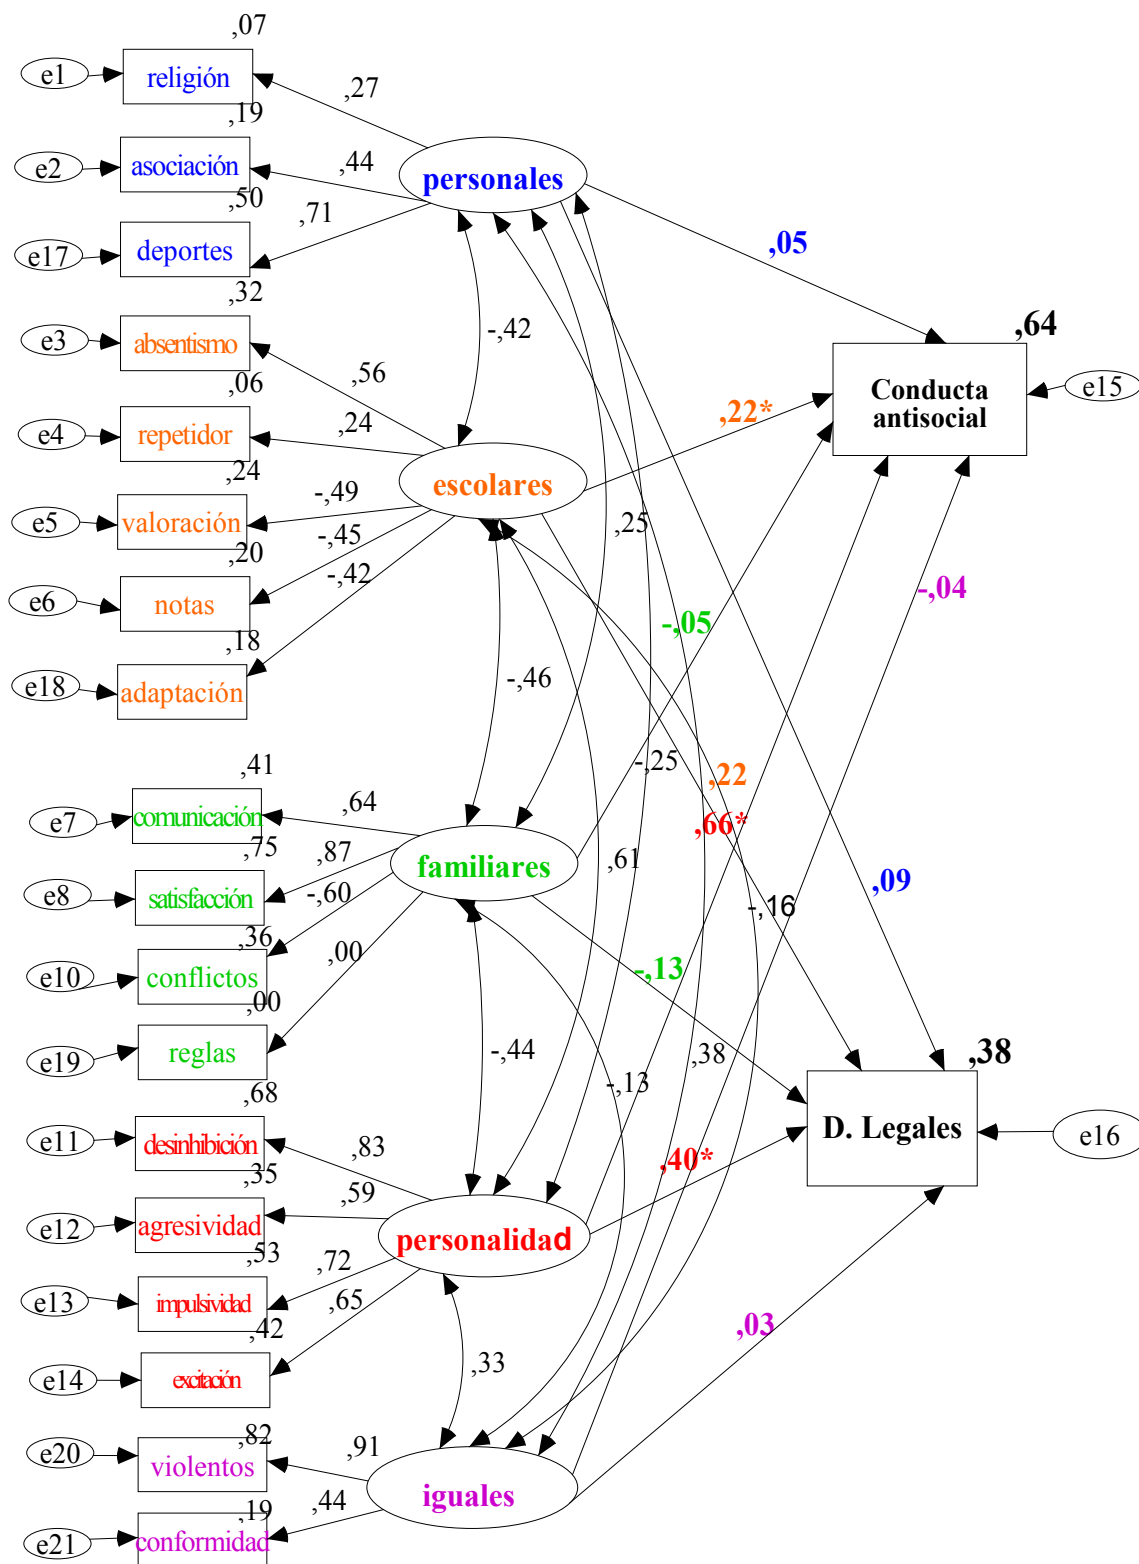 ,07
e1
religión
,27
,19
e2
asociación
,44
personales
,50
,71
e17
deportes
,05
,32
e3
absentismo
-,42
,64
Conducta
antisocial
e15
,06
,56
e4
repetidor
,24
,22*
,24
escolares
e5
valoración
-,49
,25
,20
-,45
e6
notas
-,42
-,04
,18
-,05
e18
adaptación
-,46
,41
-,25
,22
e7
comunicación
,64
,66*
,75
,87
familiares
,61
e8
satisfacción
-,60
,09
-,16
,36
,00
e10
conflictos
-,13
,00
e19
reglas
-,44
,38
,38
,68
-,13
e11
desinhibición
,83
D. Legales
e16
,35
,59
,40*
e12
agresividad
personalidad
,53
,72
e13
impulsividad
,65
,42
,03
e14
excitación
,33
,82
e20
violentos
,91
iguales
,19
,44
e21
conformidad